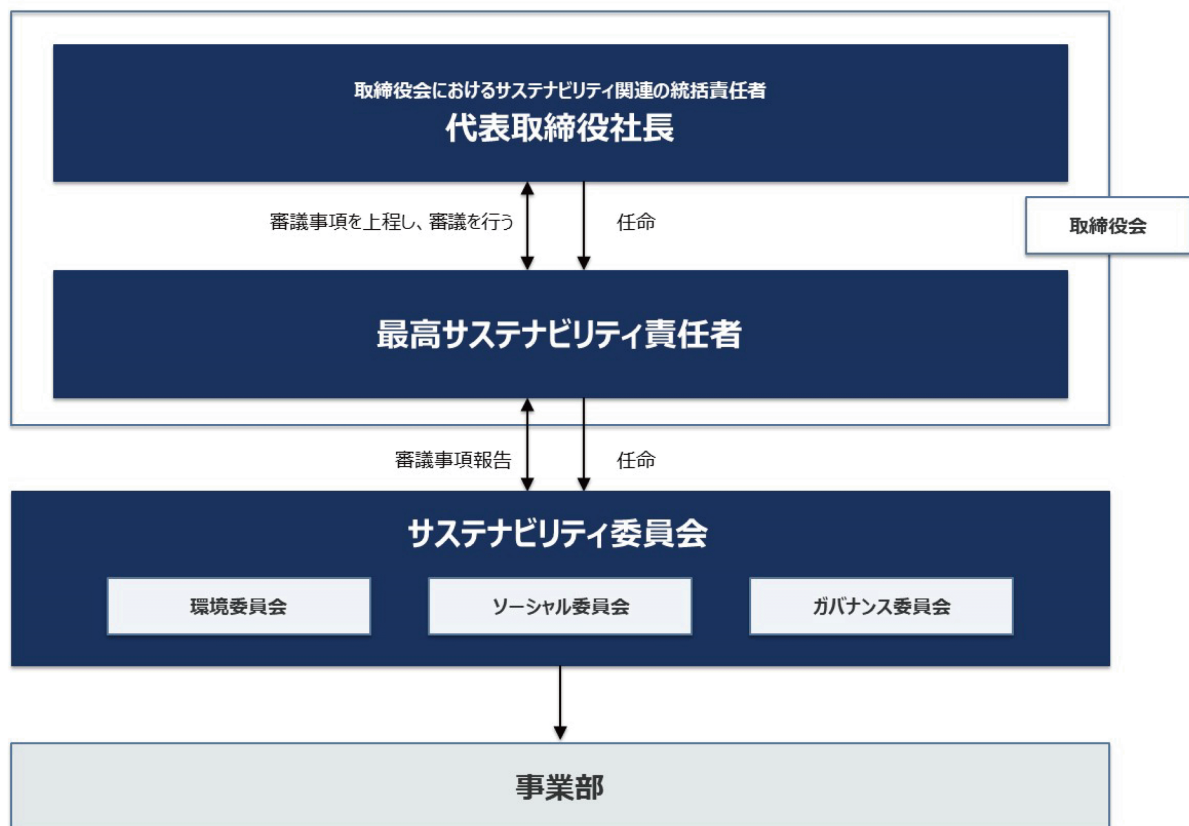 取締役会におけるサステナビリティ関連の統括責任者
代表取締役社長
審議事項を上程し、審議を行う
任命
取締役会
最高サステナビリティ責任者
審議事項報告
任命
サステナビリティ委員会
環境委員会
ソーシャル委員会
ガバナンス委員会
事業部